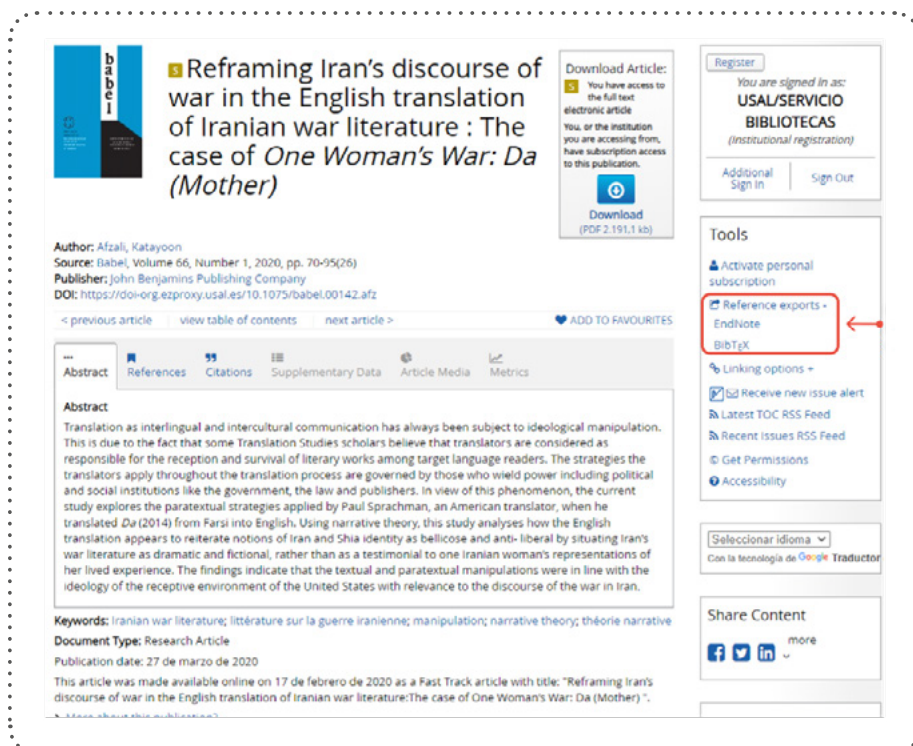 babel
S Reframing Iran's discourse of
war in the English translation
of Iranian war literature : The
case of One Woman's War: Da
(Mother)
Download Article:
S You have access to
the full text
electronic article
You, or the institution
you are accessing from,
have subscription access
to this publication.
Download
(PDF 2.191,1 kb)
Author: Afzali, Katayoon
Source: Babel, Volume 66, Number 1, 2020, pp. 70-95(26)
Publisher: John Benjamins Publishing Company
DOI: https://doi-org.ezproxy.usal.es/10.1075/babel.00142.afz
< previous article view table of contents next article > ADD TO FAVOURITES
Abstract References Citations Supplementary Data Article Media Metrics
Abstract
Translation as interlingual and intercultural communication has always been subject to ideological manipulation.
This is due to the fact that some Translation Studies scholars believe that translators are considered as
responsible for the reception and survival of literary works among target language readers. The strategies the
translators apply throughout the translation process are governed by those who wield power including political
and social institutions like the government, the law and publishers. In view of this phenomenon, the current
study explores the paratextual strategies applied by Paul Sprachman, an American translator, when he
translated Da (2014) from Farsi into English. Using narrative theory, this study analyses how the English
translation appears to reiterate notions of Iran and Shia identity as bellicose and anti- liberal by situating Iran's
war literature as dramatic and fictional, rather than as a testimonial to one Iranian woman's representations of
her lived experience. The findings indicate that the textual and paratextual manipulations were in line with the
ideology of the receptive environment of the United States with relevance to the discourse of the war in Iran.
Keywords: Iranian war literature; littérature sur la guerre iranienne; manipulation; narrative theory; théorie narrative
Document Type: Research Article
Publication date: 27 de marzo de 2020
This article was made available online on 17 de febrero de 2020 as a Fast Track article with title: "Reframing Iran's
discourse of war in the English translation of Iranian war literature:The case of One Woman's War: Da (Mother) ".
Register
You are signed in as:
USAL/SERVICIO
BIBLIOTECAS
(Institutional registration)
Additional
Sign In
Sign Out
Tools
Activate personal
subscription
Reference exports -
EndNote
BibTEX
Linking options +
Receive new issue alert
Latest TOC RSS Feed
Recent Issues RSS Feed
Get Permissions
Accessibility
Seleccionar idioma
Con la tecnología de Google Traductor
Share Content
more